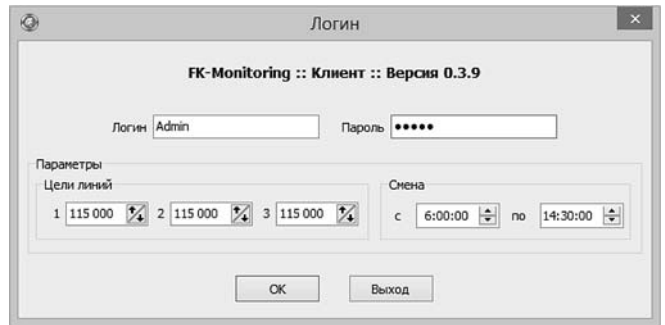 Логин
FK-Monitoring :: Клиент :: Версия 0.3.9
Логин Admin Пароль •••••
Параметры
Цели линий Смена
1 115 000 2 115 000 3 115 000 с 6:00:00 по 14:30:00
OK Выход